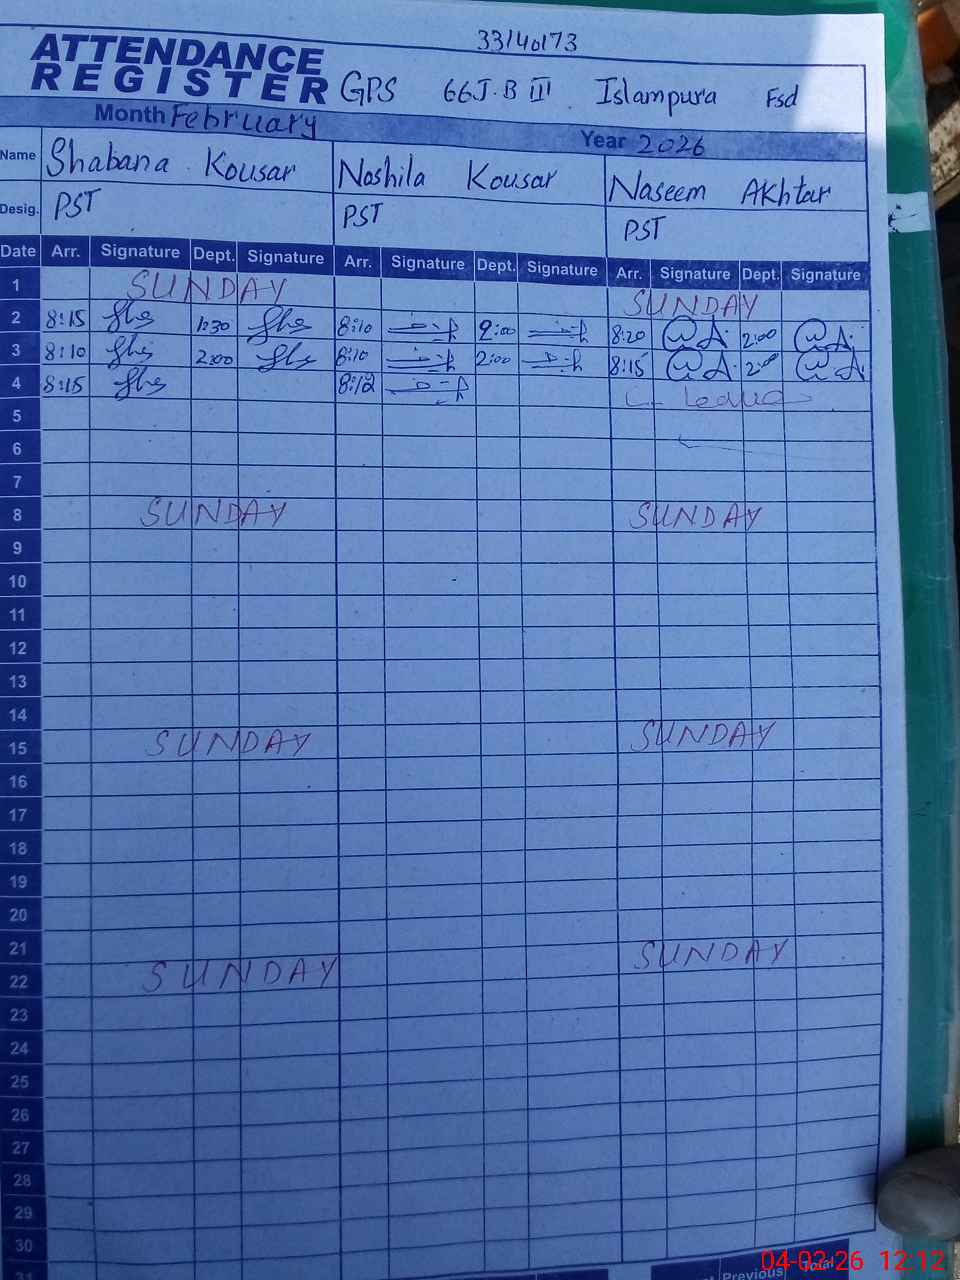 33140173
ATTENDANCE
REGISTER GPS 66J.B III Islampura Fsd
Month February Year 2026
Name Shabana Kousar Noshila Kousar Naseem Akhtar
Desig. PST PST PST
Date Arr. Signature Dept. Signature Arr. Signature Dept. Signature Arr. Signature Dept. Signature
1 SUNDAY SUNDAY
2 8:15 1:30 8:10 2:00 8:20 2:00
3 8:10 2:00 8:10 2:00 8:15 2:00
4 8:15 8:12 leave
5
6
7
8 SUNDAY SUNDAY
9
10
11
12
13
14
15 SUNDAY SUNDAY
16
17
18
19
20
21
22 SUNDAY SUNDAY
23
24
25
26
27
28
29
30
31 Previous Total
04-02-26 12:12